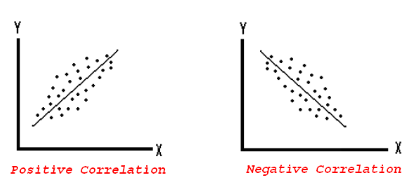 Y
X
Positive Correlation
Y
X
Negative Correlation